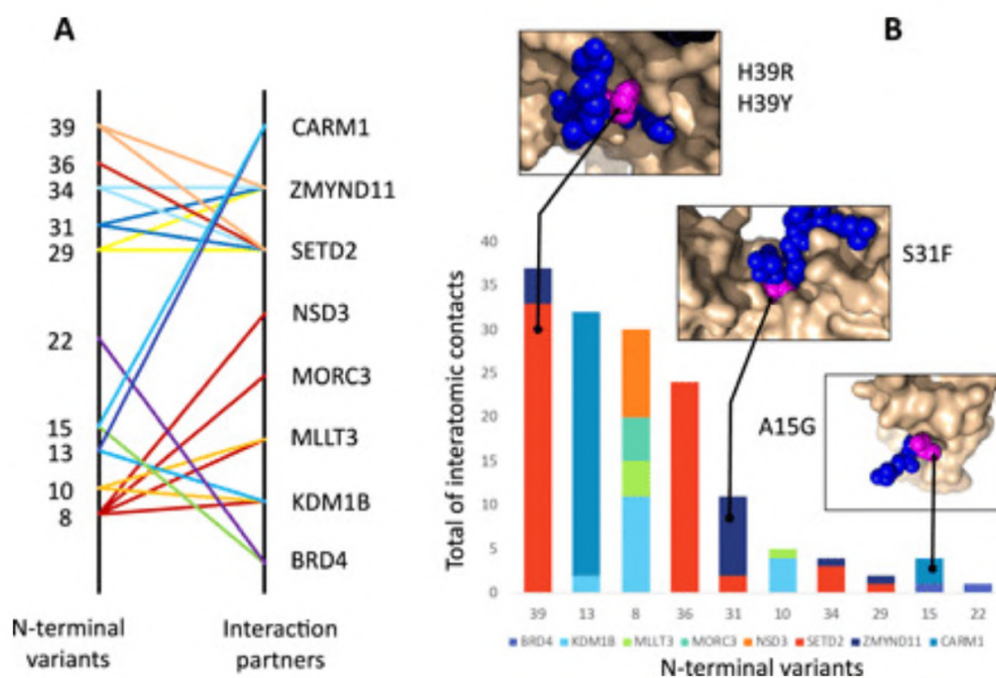 A
39
36
34
31
29
22
15
13
10
8
CARM1
ZMYND11
SETD2
NSD3
MORC3
MLLT3
KDM1B
BRD4
N-terminal
variants
Interaction
partners
B
H39R
H39Y
S31F
A15G
Total of interatomic contacts
40
35
30
25
20
15
10
5
0
39 13 8 36 31 10 34 29 15 22
BRD4 KDM1B MLLT3 MORC3 NSD3 SETD2 ZMYND11 CARM1
N-terminal variants